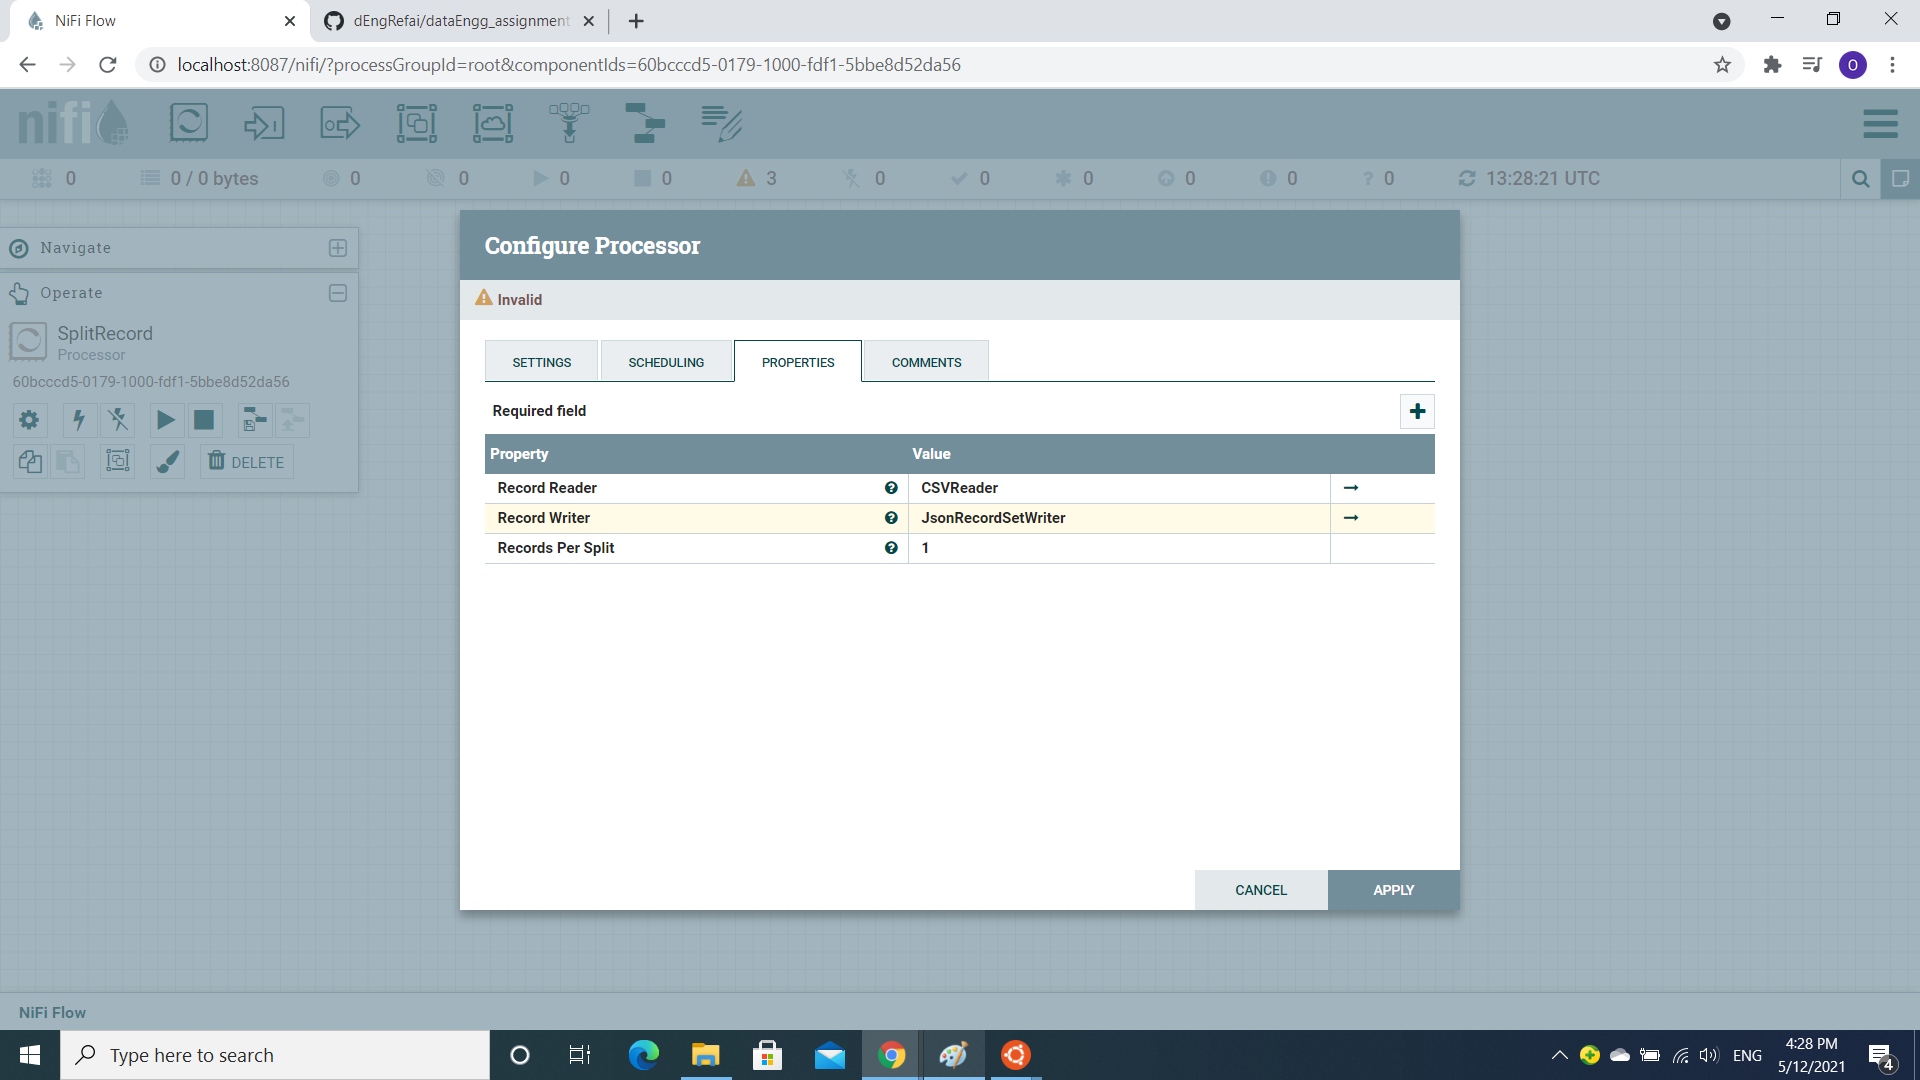 NiFi Flow
dEngRefai/dataEngg_assignment
localhost:8087/nifi/?processGroupId=root&componentIds=60bcccd5-0179-1000-fdf1-5bbe8d52da56
O
nifi
0
0 / 0 bytes
0
0
0
0
3
0
0
0
0
0
0
13:28:21 UTC
Navigate
Operate
SplitRecord
Processor
60bcccd5-0179-1000-fdf1-5bbe8d52da56
DELETE
Configure Processor
Invalid
SETTINGS
SCHEDULING
PROPERTIES
COMMENTS
Required field
Property Value
Record Reader CSVReader
Record Writer JsonRecordSetWriter
Records Per Split 1
CANCEL
APPLY
NiFi Flow
Type here to search
ENG
4:28 PM
5/12/2021
4